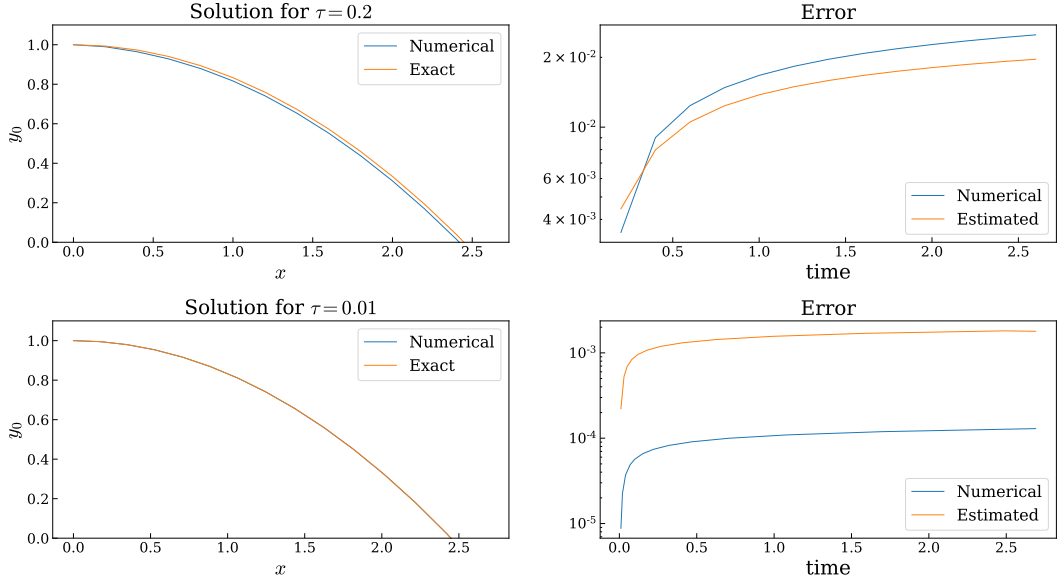 Solution for τ = 0.2
1.0
0.8
0.6
0.4
0.2
0.0
y₀
0.0 0.5 1.0 1.5 2.0 2.5
x
Numerical
Exact
Error
2 × 10⁻²
10⁻²
6 × 10⁻³
4 × 10⁻³
0.5 1.0 1.5 2.0 2.5
time
Numerical
Estimated
Solution for τ = 0.01
1.0
0.8
0.6
0.4
0.2
0.0
y₀
0.0 0.5 1.0 1.5 2.0 2.5
x
Numerical
Exact
Error
10⁻³
10⁻⁴
10⁻⁵
0.0 0.5 1.0 1.5 2.0 2.5
time
Numerical
Estimated